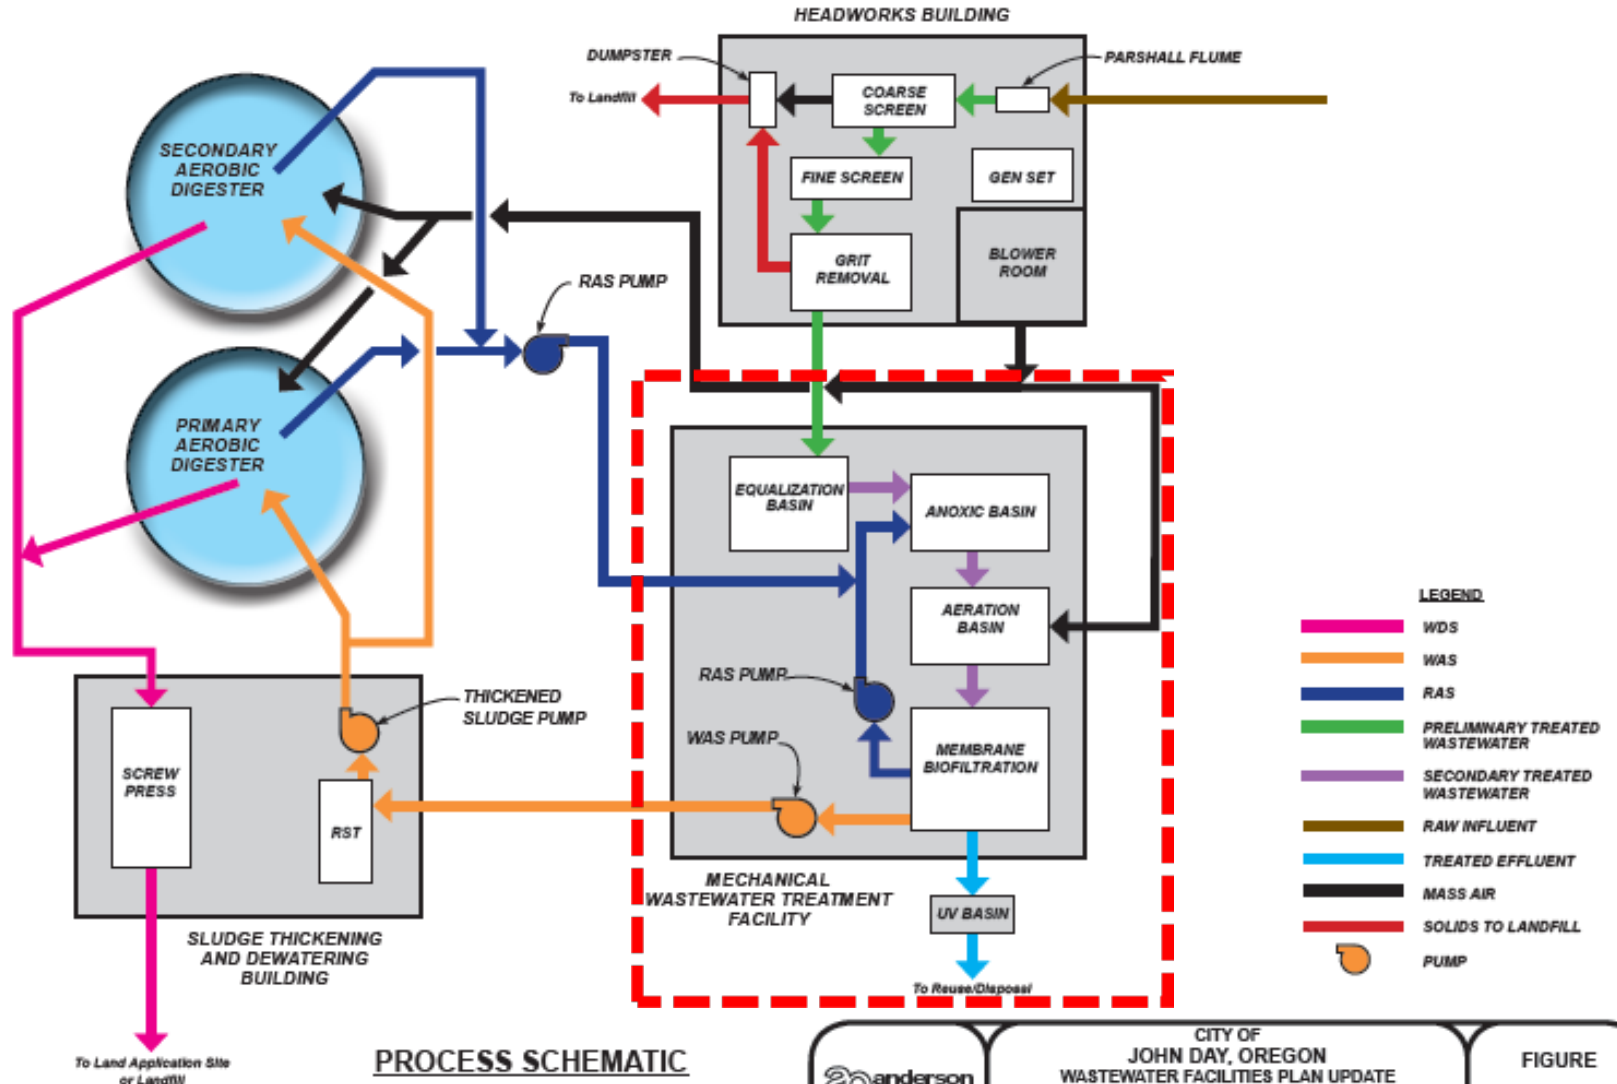 HEADWORKS BUILDING
DUMPSTER
PARSHALL FLUME
To Landfill
COARSE
SCREEN
FINE SCREEN
GEN SET
GRIT
REMOVAL
BLOWER
ROOM
SECONDARY
AEROBIC
DIGESTER
RAS PUMP
PRIMARY
AEROBIC
DIGESTER
EQUALIZATION
BASIN
ANOXIC BASIN
AERATION
BASIN
RAS PUMP
WAS PUMP
MEMBRANE
BIOFILTRATION
THICKENED
SLUDGE PUMP
SCREW
PRESS
RST
MECHANICAL
WASTEWATER TREATMENT
FACILITY
UV BASIN
To Reuse/Disposal
SLUDGE THICKENING
AND DEWATERING
BUILDING
To Land Application Site
or Landfill
LEGEND
WDS
WAS
RAS
PRELIMNARY TREATED
WASTEWATER
SECONDARY TREATED
WASTEWATER
RAW INFLUENT
TREATED EFFLUENT
MASS AIR
SOLIDS TO LANDFILL
PUMP
PROCESS SCHEMATIC
anderson
CITY OF
JOHN DAY, OREGON
WASTEWATER FACILITIES PLAN UPDATE
FIGURE